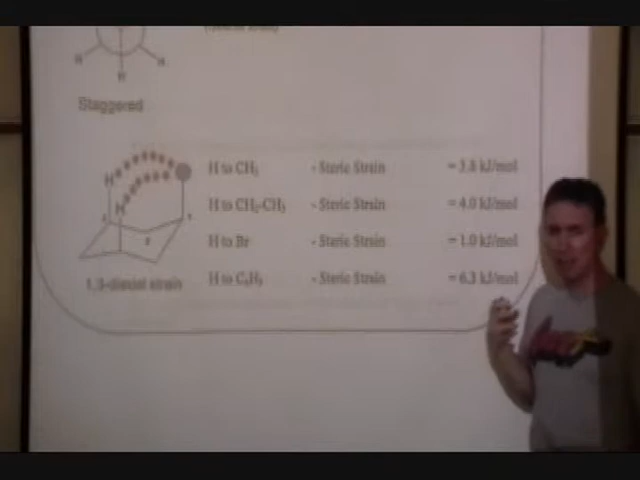 H H
H
Staggered
H to CH₃ - Steric Strain = 3.8 kJ/mol
H H to CH₂-CH₃ - Steric Strain = 4.0 kJ/mol
H to Br - Steric Strain = 1.0 kJ/mol
1,3-diaxial strain H to C₆H₅ - Steric Strain = 6.3 kJ/mol